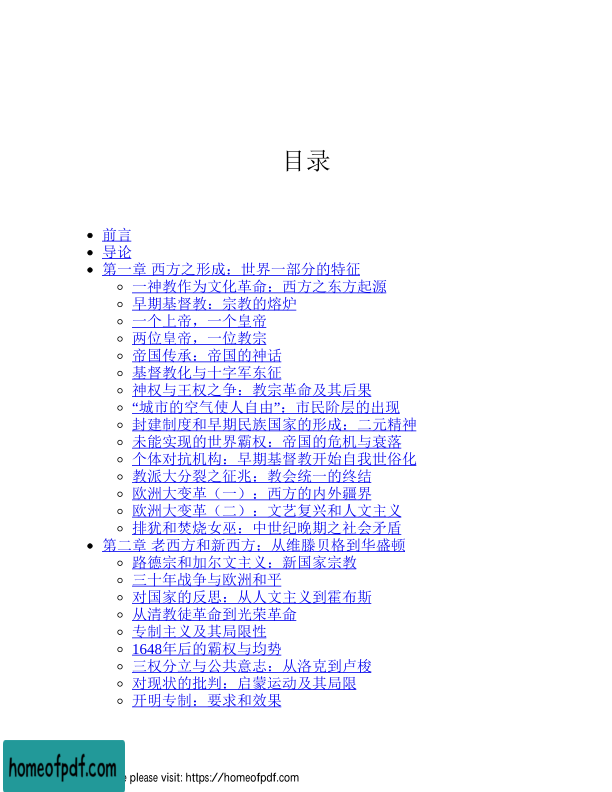 目录
前言
导论
第一章 西方之形成：世界一部分的特征
一神教作为文化革命：西方之东方起源
早期基督教：宗教的熔炉
一个上帝，一个皇帝
两位皇帝，一位教宗
帝国传承：帝国的神话
基督教化与十字军东征
神权与王权之争：教宗革命及其后果
“城市的空气使人自由”：市民阶层的出现
封建制度和早期民族国家的形成：二元精神
未能实现的世界霸权：帝国的危机与衰落
个体对抗机构：早期基督教开始自我世俗化
教派大分裂之征兆：教会统一的终结
欧洲大变革（一）：西方的内外疆界
欧洲大变革（二）：文艺复兴和人文主义
排犹和焚烧女巫：中世纪晚期之社会矛盾
第二章 老西方和新西方：从维滕贝格到华盛顿
路德宗和加尔文主义：新国家宗教
三十年战争与欧洲和平
对国家的反思：从人文主义到霍布斯
从清教徒革命到光荣革命
专制主义及其局限性
1648年后的霸权与均势
三权分立与公共意志：从洛克到卢梭
对现状的批判：启蒙运动及其局限
开明专制：要求和效果
homeofpdf.com
e please visit: https://homeofpdf.com